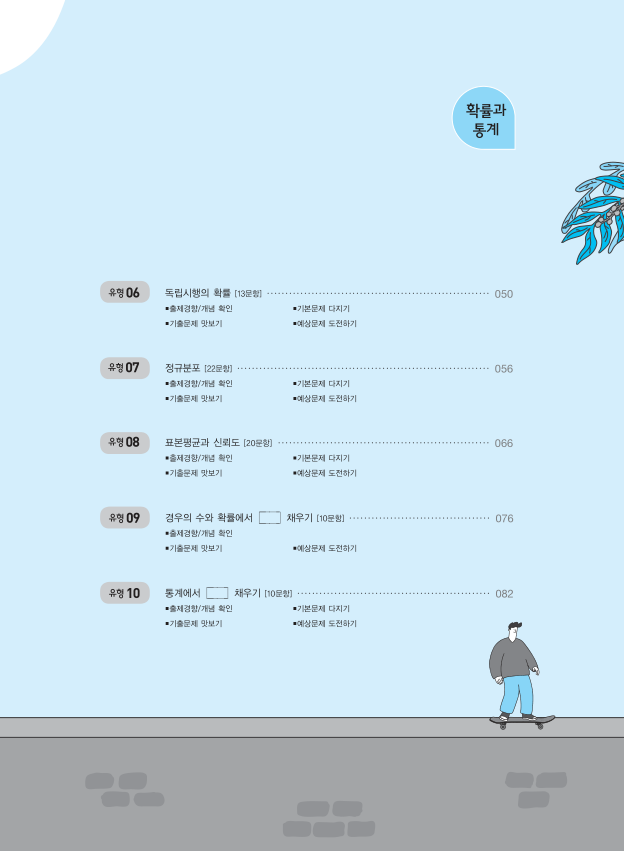 확률과
통계
유형 06 독립시행의 확률 [13문항] 050
▪출제경향/개념 확인 ▪기본문제 다지기
▪기출문제 맛보기 ▪예상문제 도전하기
유형 07 정규분포 [22문항] 056
▪출제경향/개념 확인 ▪기본문제 다지기
▪기출문제 맛보기 ▪예상문제 도전하기
유형 08 표본평균과 신뢰도 [20문항] 066
▪출제경향/개념 확인 ▪기본문제 다지기
▪기출문제 맛보기 ▪예상문제 도전하기
유형 09 경우의 수와 확률에서 채우기 [10문항] 076
▪출제경향/개념 확인
▪기출문제 맛보기 ▪예상문제 도전하기
유형 10 통계에서 채우기 [10문항] 082
▪출제경향/개념 확인 ▪기본문제 다지기
▪기출문제 맛보기 ▪예상문제 도전하기